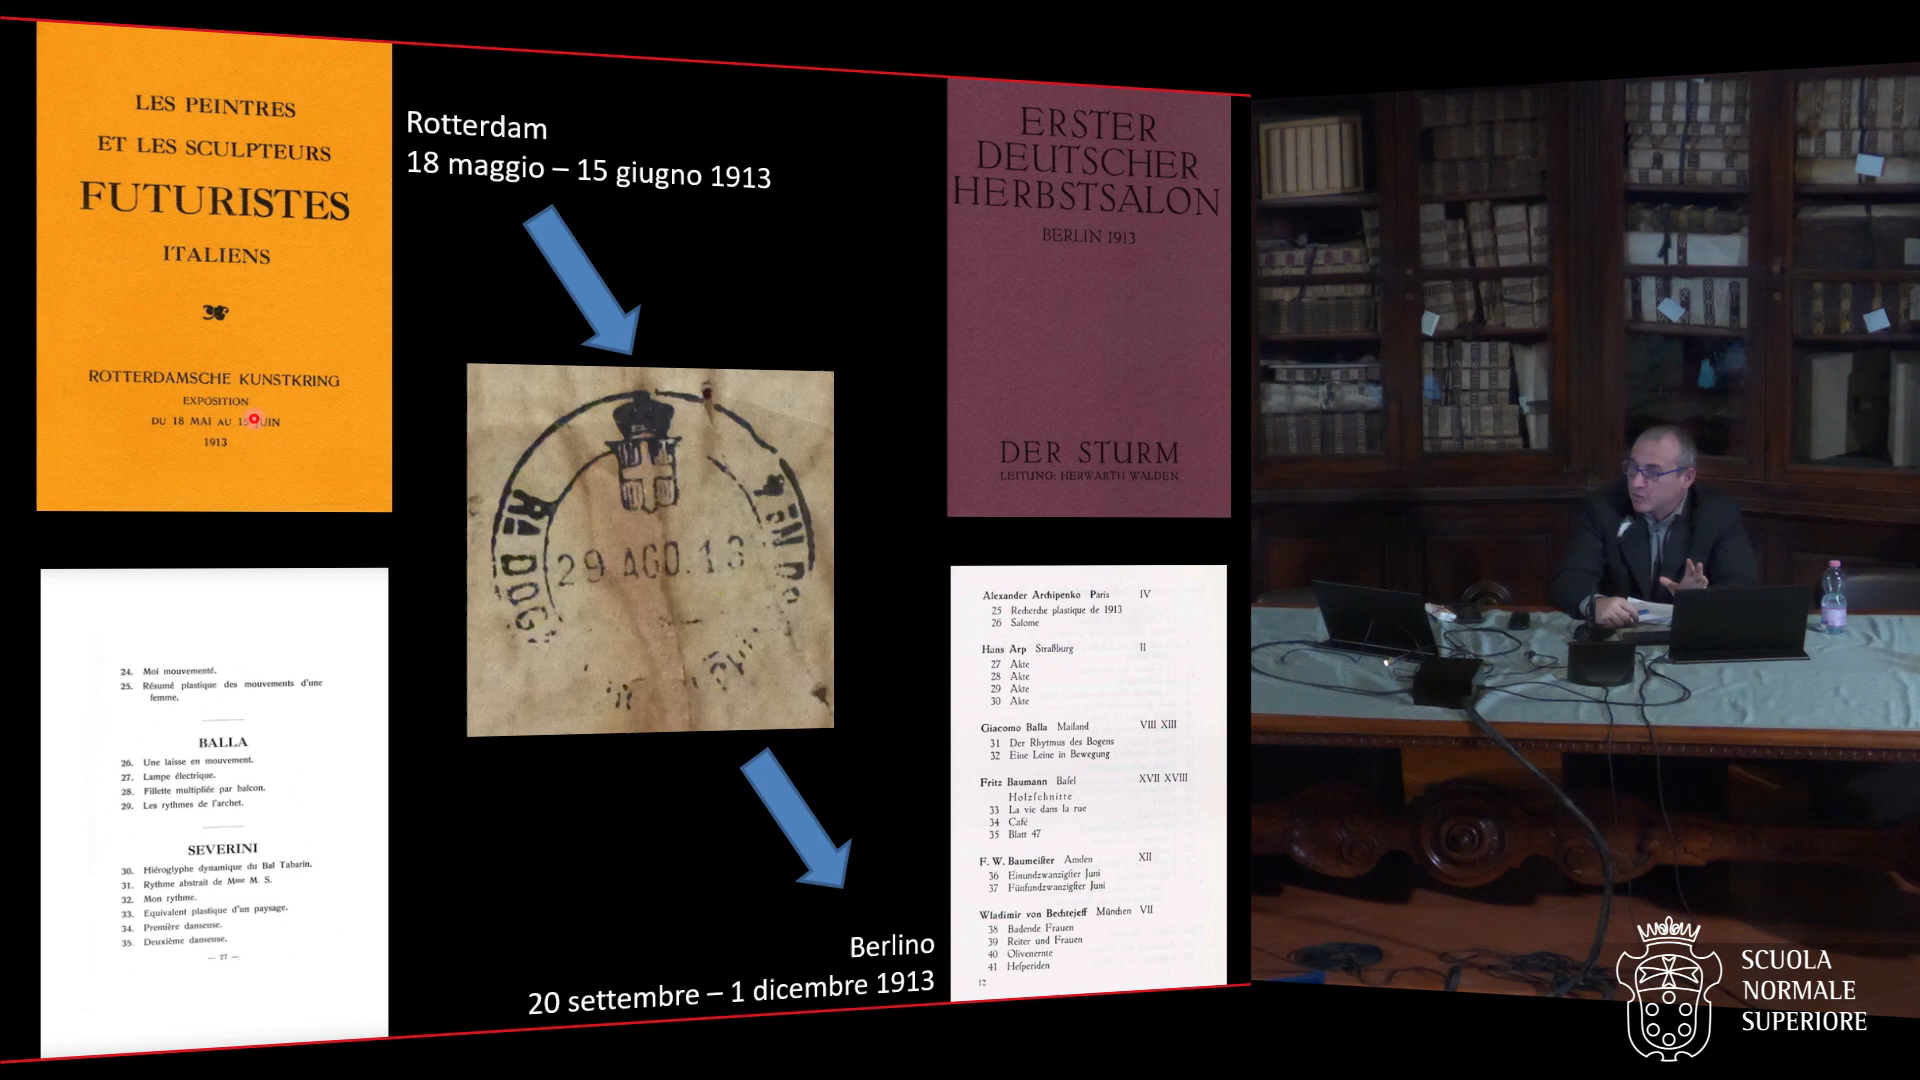 LES PEINTRES
ET LES SCULPTEURS
FUTURISTES
ITALIENS
ROTTERDAMSCHE KUNSTKRING
EXPOSITION
DU 18 MAI AU 15 JUIN
1913
Rotterdam
18 maggio – 15 giugno 1913
29 AGO. 13
ERSTER
DEUTSCHER
HERBSTSALON
BERLIN 1913
DER STURM
LEITUNG: HERWARTH WALDEN
24. Moi mouvementé.
25. Résumé plastique des mouvements d'une
femme.
BALLA
26. Une laisse en mouvement.
27. Lampe électrique.
28. Fillette multipliée par balcon.
29. Les rythmes de l'archet.
SEVERINI
30. Hiéroglyphe dynamique du Bal Tabarin.
31. Rythme abstrait de Mme M. S.
32. Mon rythme.
33. Equivalent plastique d'un paysage.
34. Première danseuse.
35. Deuxième danseuse.
— 27 —
Berlino
20 settembre – 1 dicembre 1913
Alexander Archipenko Paris IV
25 Recherche plastique de 1913
26 Salome
Hans Arp Straßburg II
27 Akte
28 Akte
29 Akte
30 Akte
Giacomo Balla Mailand VIII XIII
31 Der Rhytmus des Bogens
32 Eine Leine in Bewegung
Fritz Baumann Basel XVII XVIII
Holzschnitte
33 La vie dans la rue
34 Café
35 Blatt 47
F. W. Baumeister Amden XII
36 Einundzwanzigster Juni
37 Fünfundzwanzigster Juni
Wladimir von Bechtejeff München VII
38 Badende Frauen
39 Reiter und Frauen
40 Olivenernte
41 Hesperiden
12
SCUOLA
NORMALE
SUPERIORE